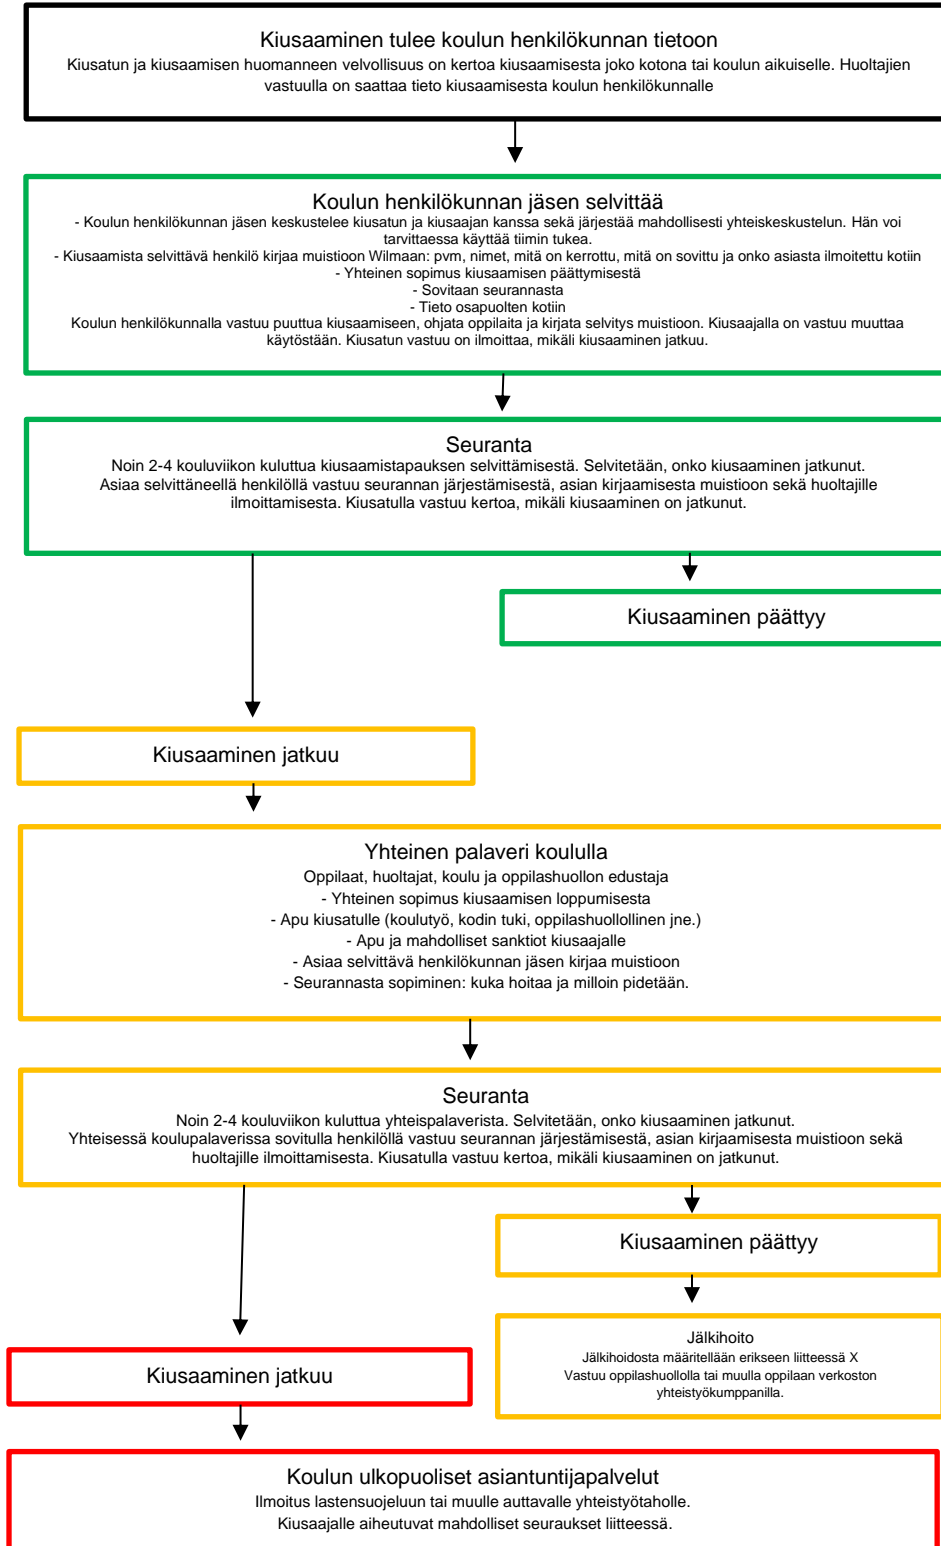 Kiusaaminen tulee koulun henkilökunnan tietoon
Kiusatun ja kiusaamisen huomanneen velvollisuus on kertoa kiusaamisesta joko kotona tai koulun aikuiselle. Huoltajien
vastuulla on saattaa tieto kiusaamisesta koulun henkilökunnalle
Koulun henkilökunnan jäsen selvittää
- Koulun henkilökunnan jäsen keskustelee kiusatun ja kiusaajan kanssa sekä järjestää mahdollisesti yhteiskeskustelun. Hän voi
tarvittaessa käyttää tiimin tukea.
- Kiusaamista selvittävä henkilö kirjaa muistioon Wilmaan: pvm, nimet, mitä on kerrottu, mitä on sovittu ja onko asiasta ilmoitettu kotiin
- Yhteinen sopimus kiusaamisen päättymisestä
- Sovitaan seurannasta
- Tieto osapuolten kotiin
Koulun henkilökunnalla vastuu puuttua kiusaamiseen, ohjata oppilaita ja kirjata selvitys muistioon. Kiusaajalla on vastuu muuttaa
käytöstään. Kiusatun vastuu on ilmoittaa, mikäli kiusaaminen jatkuu.
Seuranta
Noin 2-4 kouluviikon kuluttua kiusaamistapauksen selvittämisestä. Selvitetään, onko kiusaaminen jatkunut.
Asiaa selvittäneellä henkilöllä vastuu seurannan järjestämisestä, asian kirjaamisesta muistioon sekä huoltajille
ilmoittamisesta. Kiusatulla vastuu kertoa, mikäli kiusaaminen on jatkunut.
Kiusaaminen päättyy
Kiusaaminen jatkuu
Yhteinen palaveri koululla
Oppilaat, huoltajat, koulu ja oppilashuollon edustaja
- Yhteinen sopimus kiusaamisen loppumisesta
- Apu kiusatulle (koulutyö, kodin tuki, oppilashuollollinen jne.)
- Apu ja mahdolliset sanktiot kiusaajalle
- Asiaa selvittävä henkilökunnan jäsen kirjaa muistioon
- Seurannasta sopiminen: kuka hoitaa ja milloin pidetään.
Seuranta
Noin 2-4 kouluviikon kuluttua yhteispalaverista. Selvitetään, onko kiusaaminen jatkunut.
Yhteisessä koulupalaverissa sovitulla henkilöllä vastuu seurannan järjestämisestä, asian kirjaamisesta muistioon sekä
huoltajille ilmoittamisesta. Kiusatulla vastuu kertoa, mikäli kiusaaminen on jatkunut.
Kiusaaminen päättyy
Jälkihoito
Jälkihoidosta määritellään erikseen liitteessä X
Vastuu oppilashuollolla tai muulla oppilaan verkoston
yhteistyökumppanilla.
Kiusaaminen jatkuu
Koulun ulkopuoliset asiantuntijapalvelut
Ilmoitus lastensuojeluun tai muulle auttavalle yhteistyötaholle.
Kiusaajalle aiheutuvat mahdolliset seuraukset liitteessä.